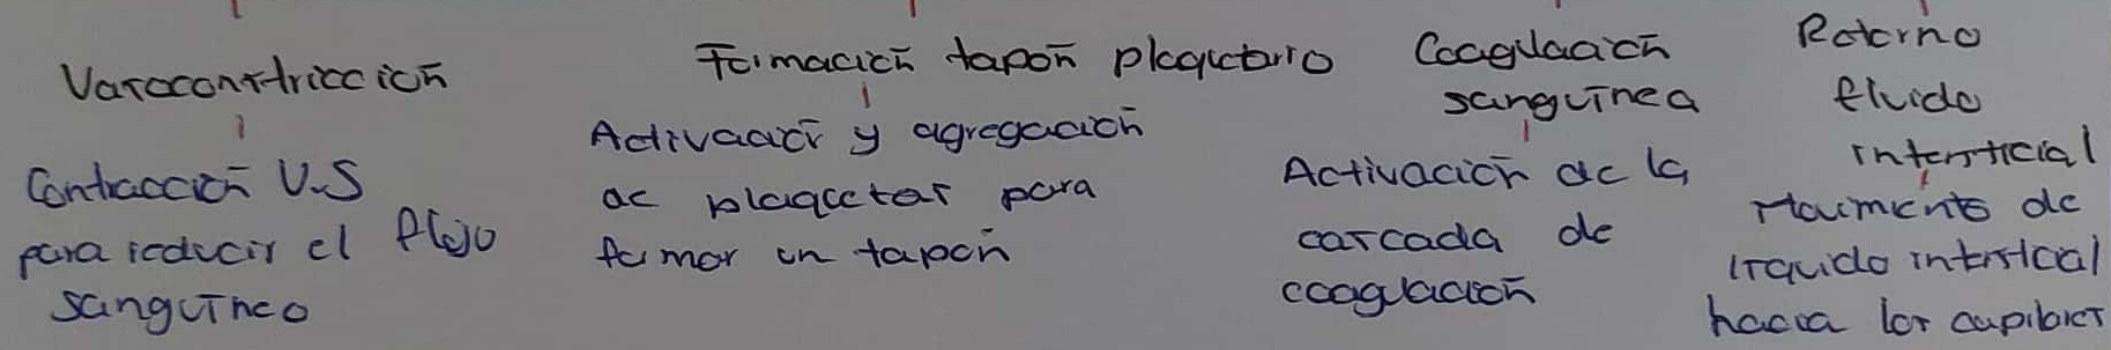 Vasoconstricción
Contracción V.S
para reducir el flujo
sanguíneo
Formación tapón plaquetario
Activación y agregación
de plaquetas para
formar un tapón
Coagulación
sanguínea
Activación de la
cascada de
coagulación
Retorno
fluido
intersticial
Movimiento de
líquido intersticial
hacia los capilares